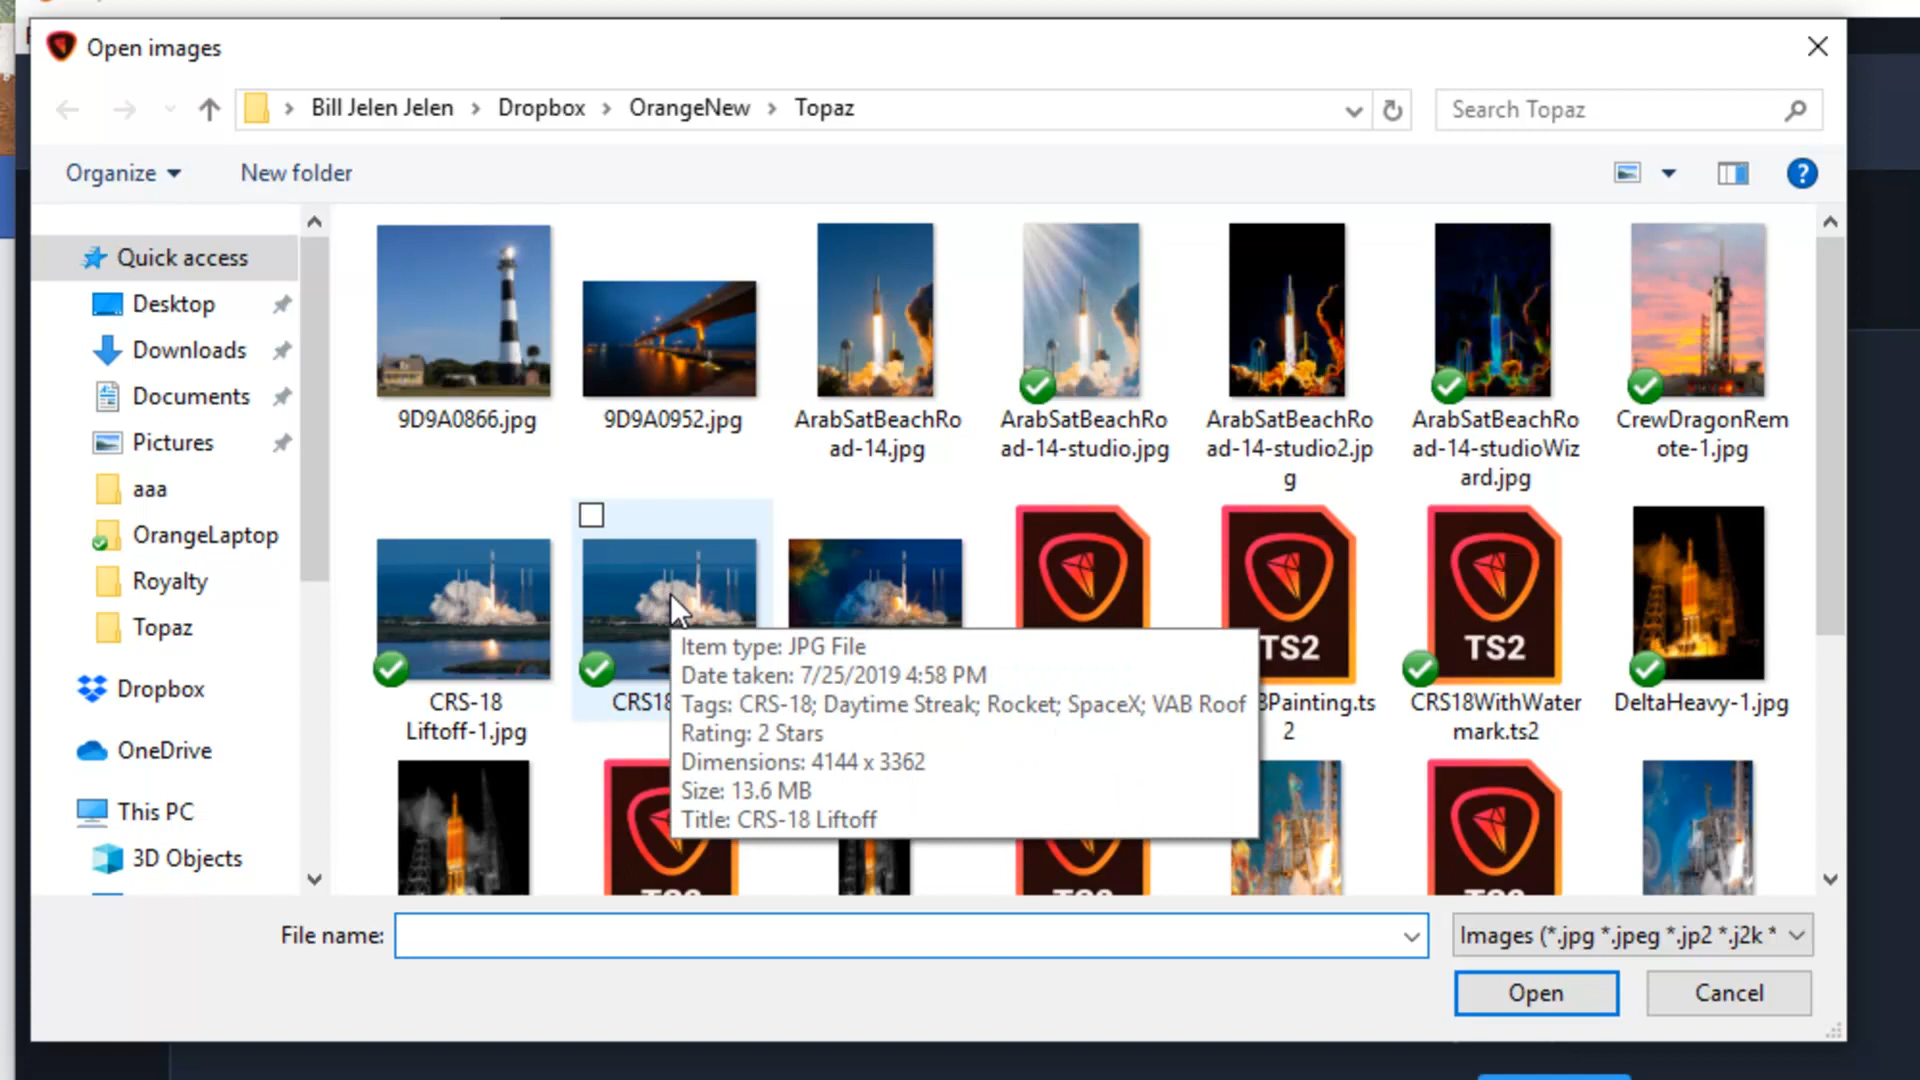 Open images
Bill Jelen Jelen > Dropbox > OrangeNew > Topaz
Search Topaz
Organize
New folder
?
Quick access
Desktop
Downloads
Documents
Pictures
aaa
OrangeLaptop
Royalty
Topaz
Dropbox
OneDrive
This PC
3D Objects
9D9A0866.jpg
9D9A0952.jpg
ArabSatBeachRo
ad-14.jpg
ArabSatBeachRo
ad-14-studio.jpg
ArabSatBeachRo
ad-14-studio2.jp
g
ArabSatBeachRo
ad-14-studioWiz
ard.jpg
CrewDragonRem
ote-1.jpg
CRS-18
Liftoff-1.jpg
CRS18
TS2
3Painting.ts
2
TS2
CRS18WithWater
mark.ts2
DeltaHeavy-1.jpg
Item type: JPG File
Date taken: 7/25/2019 4:58 PM
Tags: CRS-18; Daytime Streak; Rocket; SpaceX; VAB Roof
Rating: 2 Stars
Dimensions: 4144 x 3362
Size: 13.6 MB
Title: CRS-18 Liftoff
TS2
TS2
TS2
File name:
Images (*.jpg *.jpeg *.jp2 *.j2k *
Open
Cancel